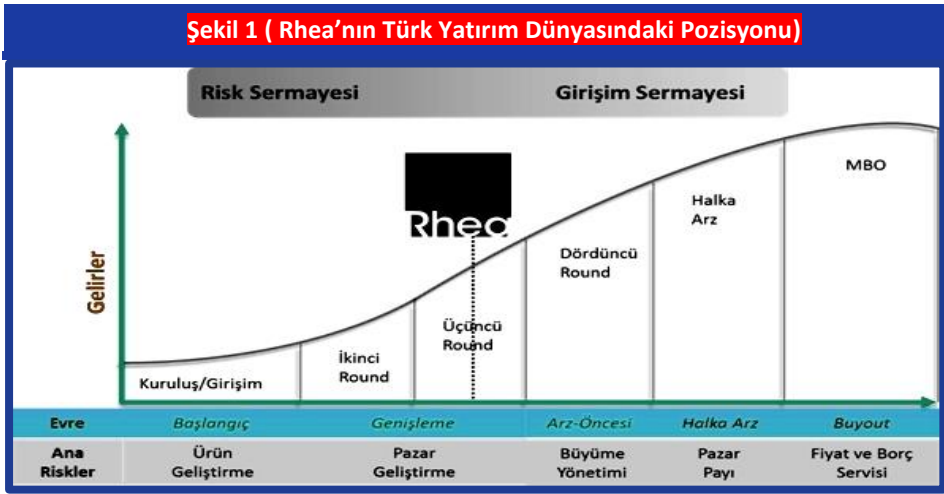 Şekil 1 ( Rhea’nın Türk Yatırım Dünyasındaki Pozisyonu)
Risk Sermayesi Girişim Sermayesi
MBO
Halka
Arz
Rhea
Dördüncü
Round
Gelirler
Üçüncü
Round
İkinci
Round
Kuruluş/Girişim
Evre Başlangıç Genişleme Arz-Öncesi Halka Arz Buyout
Ana Ürün Pazar Büyüme Pazar Fiyat ve Borç
Riskler Geliştirme Geliştirme Yönetimi Payı Servisi